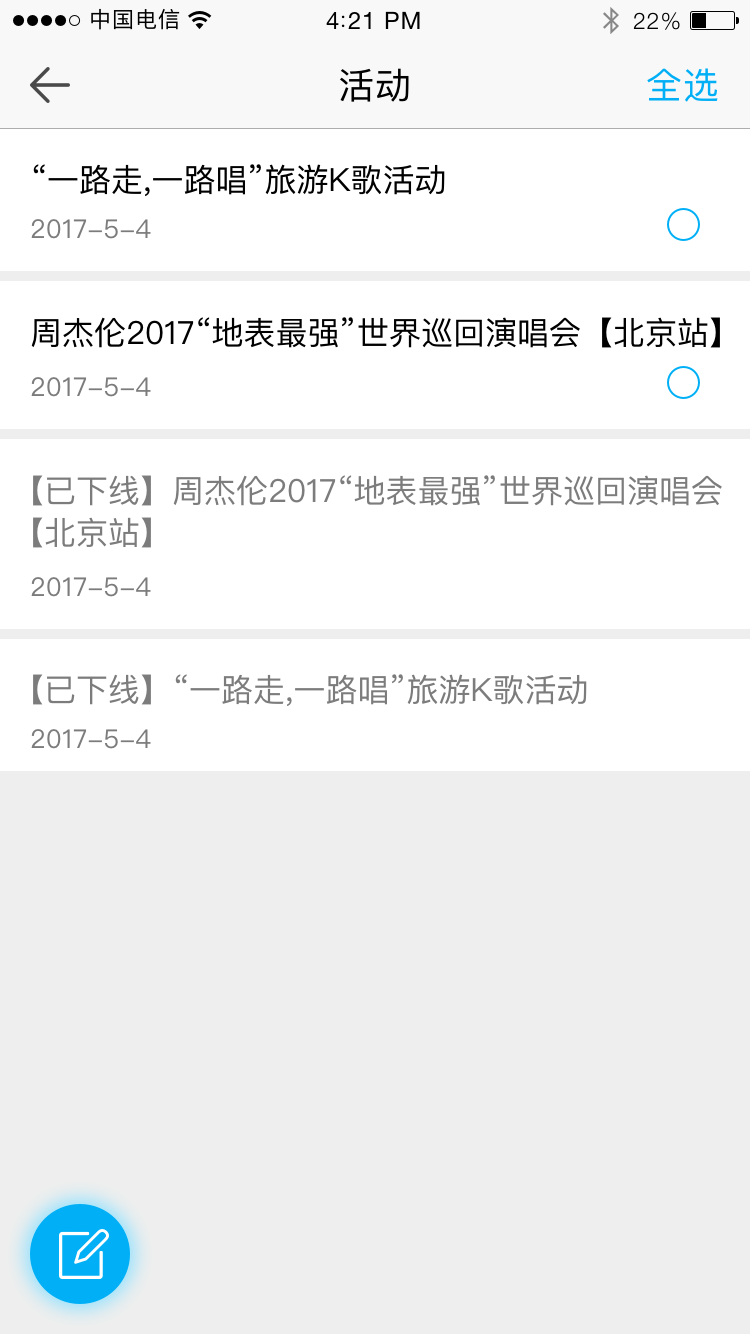 中国电信
4:21 PM
22%
活动
全选
“一路走,一路唱”旅游K歌活动
2017-5-4
周杰伦2017“地表最强”世界巡回演唱会【北京站】
2017-5-4
【已下线】周杰伦2017“地表最强”世界巡回演唱会
【北京站】
2017-5-4
【已下线】“一路走,一路唱”旅游K歌活动
2017-5-4